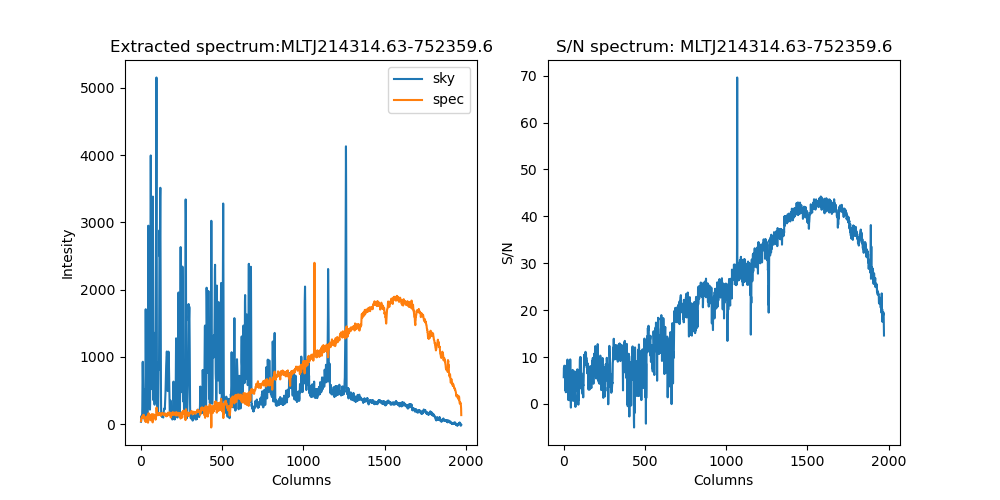 Extracted spectrum:MLTJ214314.63-752359.6
sky
spec
Intesity
5000
4000
3000
2000
1000
0
0 500 1000 1500 2000
Columns
S/N spectrum: MLTJ214314.63-752359.6
S/N
70
60
50
40
30
20
10
0
0 500 1000 1500 2000
Columns